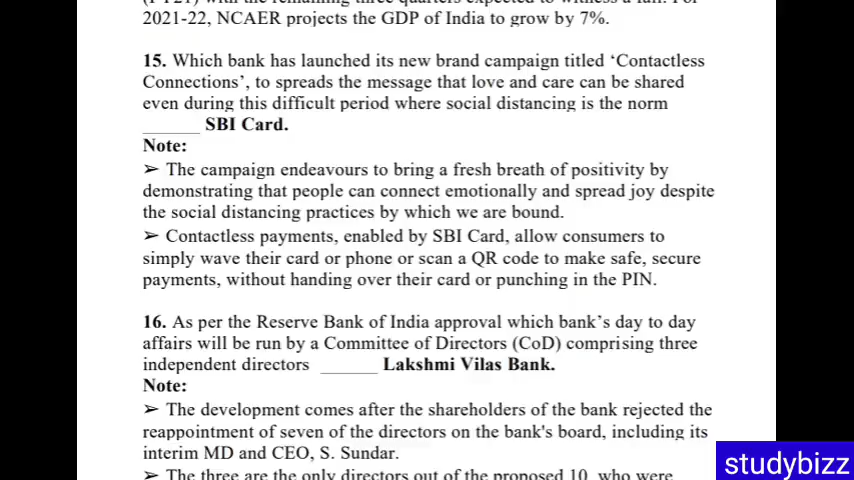 2021-22, NCAER projects the GDP of India to grow by 7%.
15. Which bank has launched its new brand campaign titled ‘Contactless
Connections’, to spreads the message that love and care can be shared
even during this difficult period where social distancing is the norm
______ SBI Card.
Note:
➢ The campaign endeavours to bring a fresh breath of positivity by
demonstrating that people can connect emotionally and spread joy despite
the social distancing practices by which we are bound.
➢ Contactless payments, enabled by SBI Card, allow consumers to
simply wave their card or phone or scan a QR code to make safe, secure
payments, without handing over their card or punching in the PIN.
16. As per the Reserve Bank of India approval which bank’s day to day
affairs will be run by a Committee of Directors (CoD) comprising three
independent directors ______ Lakshmi Vilas Bank.
Note:
➢ The development comes after the shareholders of the bank rejected the
reappointment of seven of the directors on the bank's board, including its
interim MD and CEO, S. Sundar.
➢ The three are the only directors out of the proposed 10, who were
studybizz